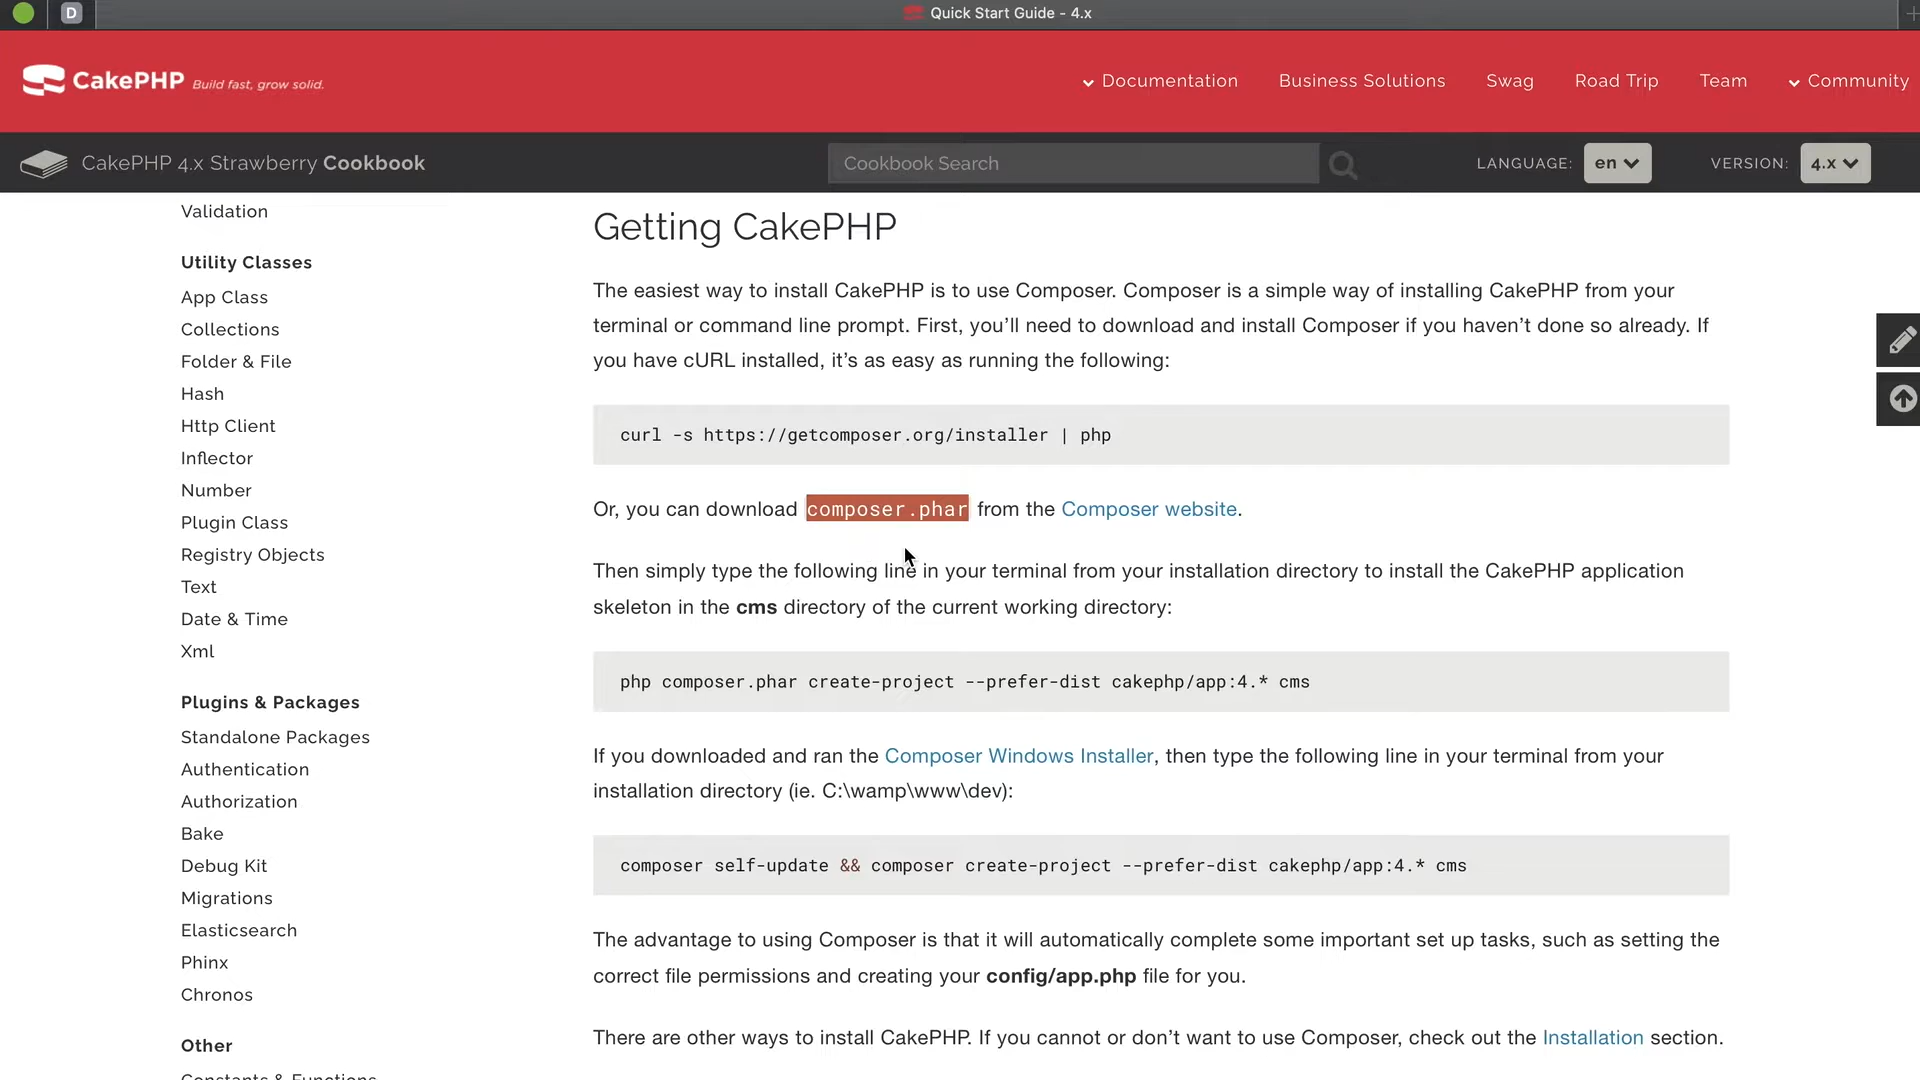 D
Quick Start Guide - 4.x
CakePHP Build fast, grow solid.
Documentation
Business Solutions
Swag
Road Trip
Team
Community
CakePHP 4.x Strawberry Cookbook
Cookbook Search
LANGUAGE: en
VERSION: 4.x
Validation
Utility Classes
App Class
Collections
Folder & File
Hash
Http Client
Inflector
Number
Plugin Class
Registry Objects
Text
Date & Time
Xml
Plugins & Packages
Standalone Packages
Authentication
Authorization
Bake
Debug Kit
Migrations
Elasticsearch
Phinx
Chronos
Other
Constants & Functions
Getting CakePHP
The easiest way to install CakePHP is to use Composer. Composer is a simple way of installing CakePHP from your
terminal or command line prompt. First, you’ll need to download and install Composer if you haven’t done so already. If
you have cURL installed, it’s as easy as running the following:
curl -s https://getcomposer.org/installer | php
Or, you can download composer.phar from the Composer website.
Then simply type the following line in your terminal from your installation directory to install the CakePHP application
skeleton in the cms directory of the current working directory:
php composer.phar create-project --prefer-dist cakephp/app:4.* cms
If you downloaded and ran the Composer Windows Installer, then type the following line in your terminal from your
installation directory (ie. C:\wamp\www\dev):
composer self-update && composer create-project --prefer-dist cakephp/app:4.* cms
The advantage to using Composer is that it will automatically complete some important set up tasks, such as setting the
correct file permissions and creating your config/app.php file for you.
There are other ways to install CakePHP. If you cannot or don’t want to use Composer, check out the Installation section.